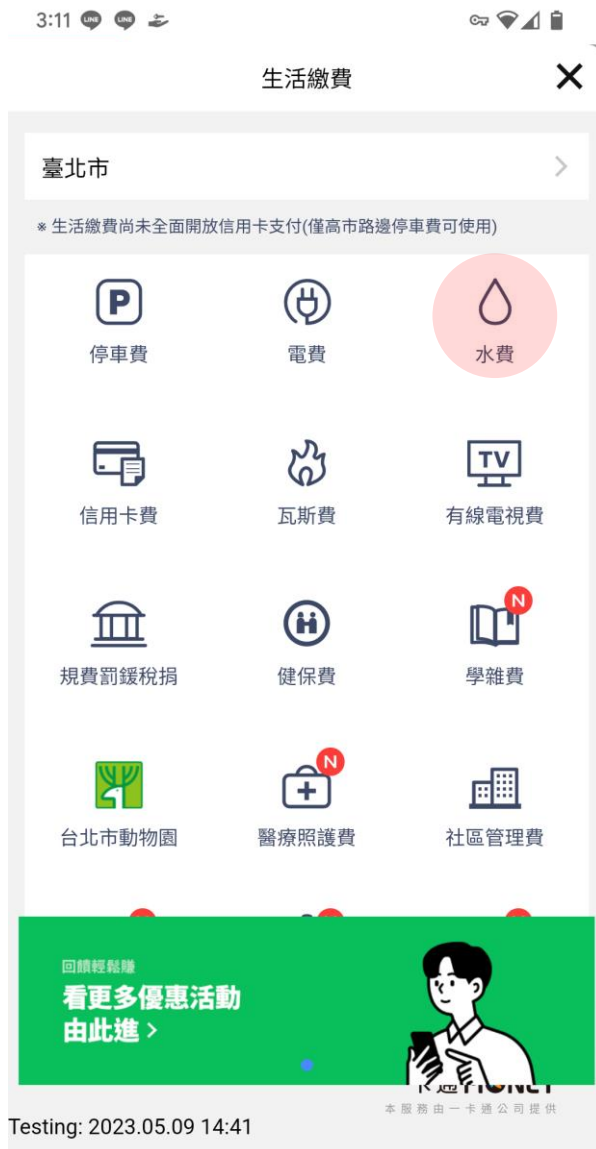 3:11
LINE LINE
生活繳費
臺北市
※ 生活繳費尚未全面開放信用卡支付(僅高市路邊停車費可使用)
P
停車費 電費 水費
TV
信用卡費 瓦斯費 有線電視費
N
規費罰鍰稅捐 健保費 學雜費
N
台北市動物園 醫療照護費 社區管理費
回饋輕鬆賺
看更多優惠活動
由此進 >
本服務由一卡通公司提供
Testing: 2023.05.09 14:41